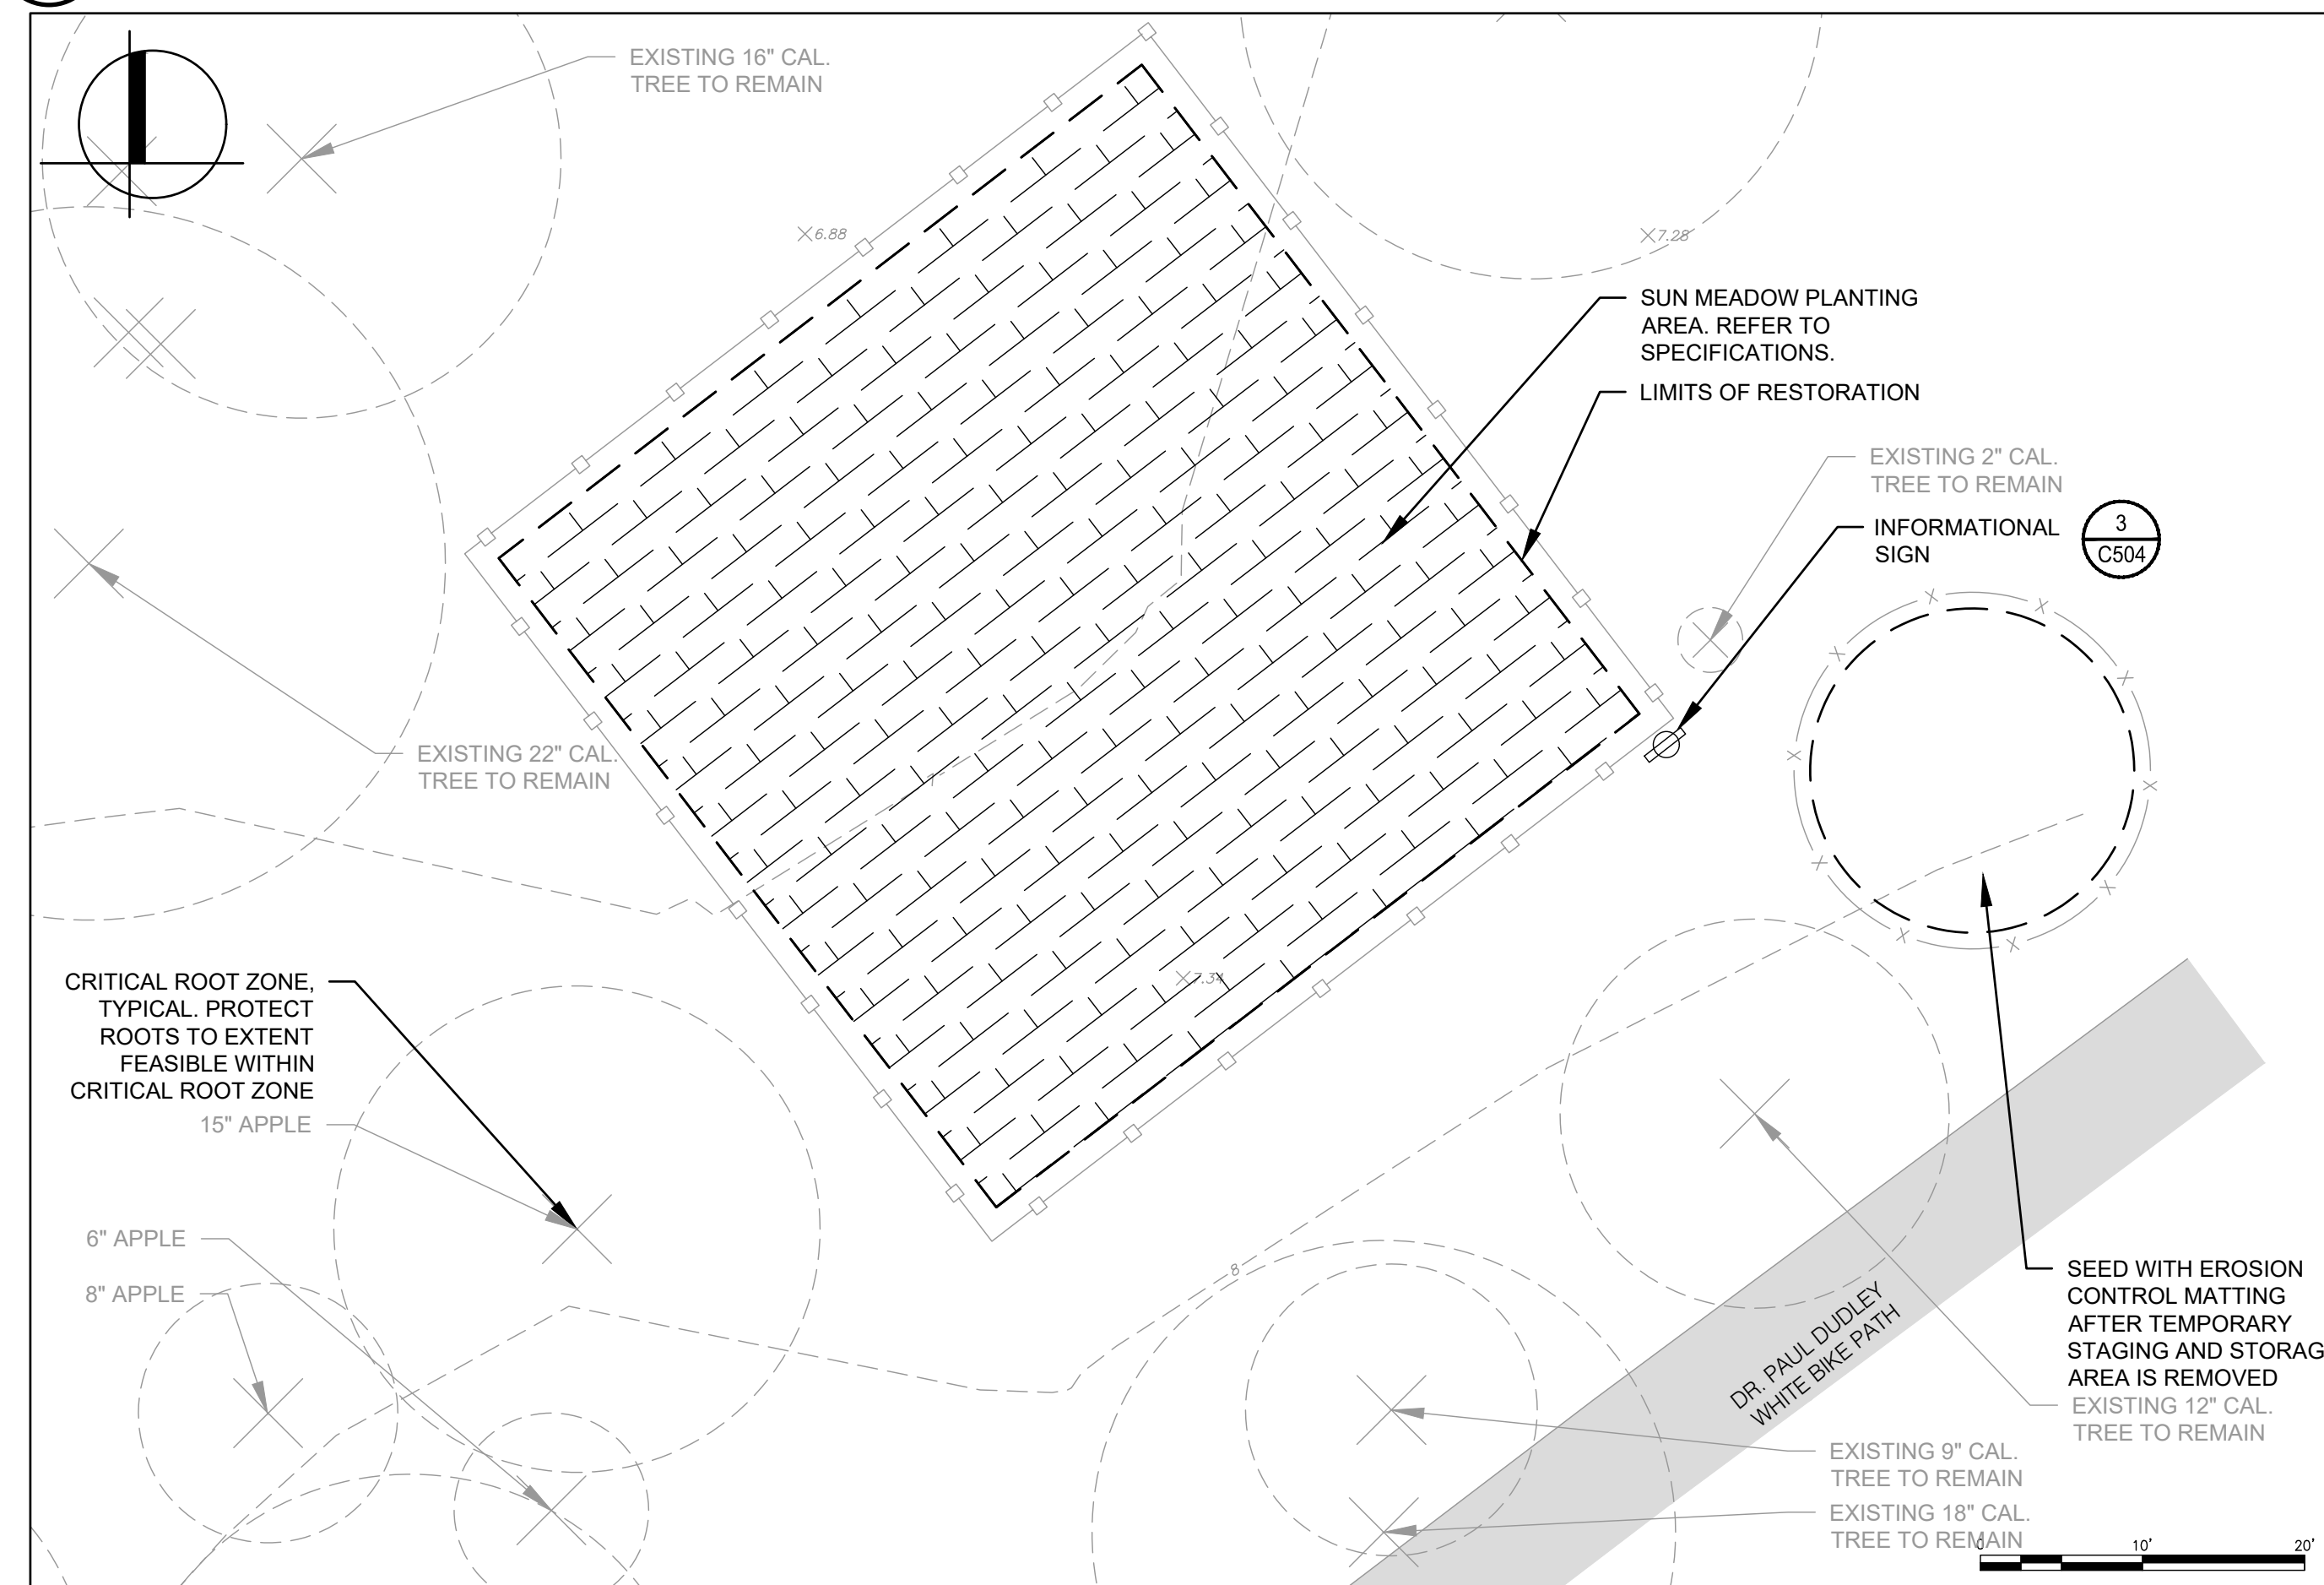 EXISTING 16" CAL.
TREE TO REMAIN
6.88
7.28
SUN MEADOW PLANTING
AREA. REFER TO
SPECIFICATIONS.
LIMITS OF RESTORATION
EXISTING 2" CAL.
TREE TO REMAIN
INFORMATIONAL
SIGN
3
C504
EXISTING 22" CAL.
TREE TO REMAIN
7
7.34
CRITICAL ROOT ZONE,
TYPICAL. PROTECT
ROOTS TO EXTENT
FEASIBLE WITHIN
CRITICAL ROOT ZONE
15" APPLE
6" APPLE
8" APPLE
8
DR. PAUL DUDLEY
WHITE BIKE PATH
SEED WITH EROSION
CONTROL MATTING
AFTER TEMPORARY
STAGING AND STORAG
AREA IS REMOVED
EXISTING 12" CAL.
TREE TO REMAIN
EXISTING 9" CAL.
TREE TO REMAIN
EXISTING 18" CAL.
TREE TO REMAIN
0 10' 20'